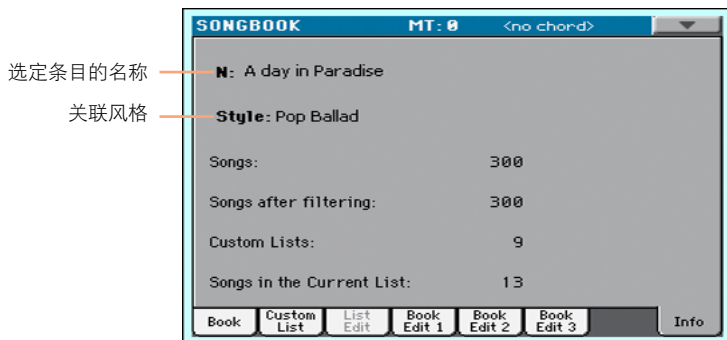 SONGBOOK MT: 0 <no chord>
选定条目的名称
N: A day in Paradise
关联风格
Style: Pop Ballad
Songs: 300
Songs after filtering: 300
Custom Lists: 9
Songs in the Current List: 13
Book Custom List List Edit Book Edit 1 Book Edit 2 Book Edit 3 Info